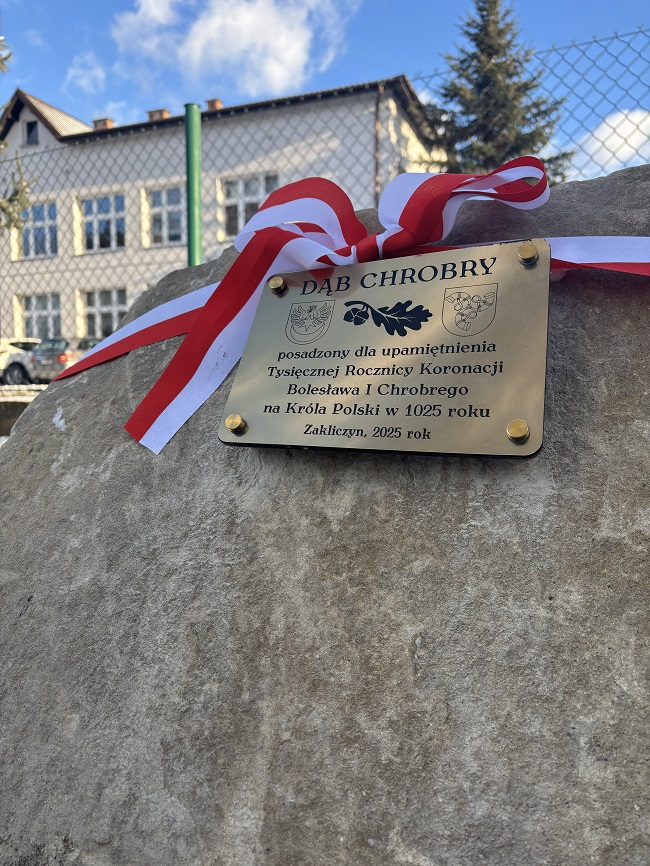 DĄB CHROBRY
posadzony dla upamiętnienia
Tysięcznej Rocznicy Koronacji
Bolesława I Chrobrego
na Króla Polski w 1025 roku
Zakliczyn, 2025 rok